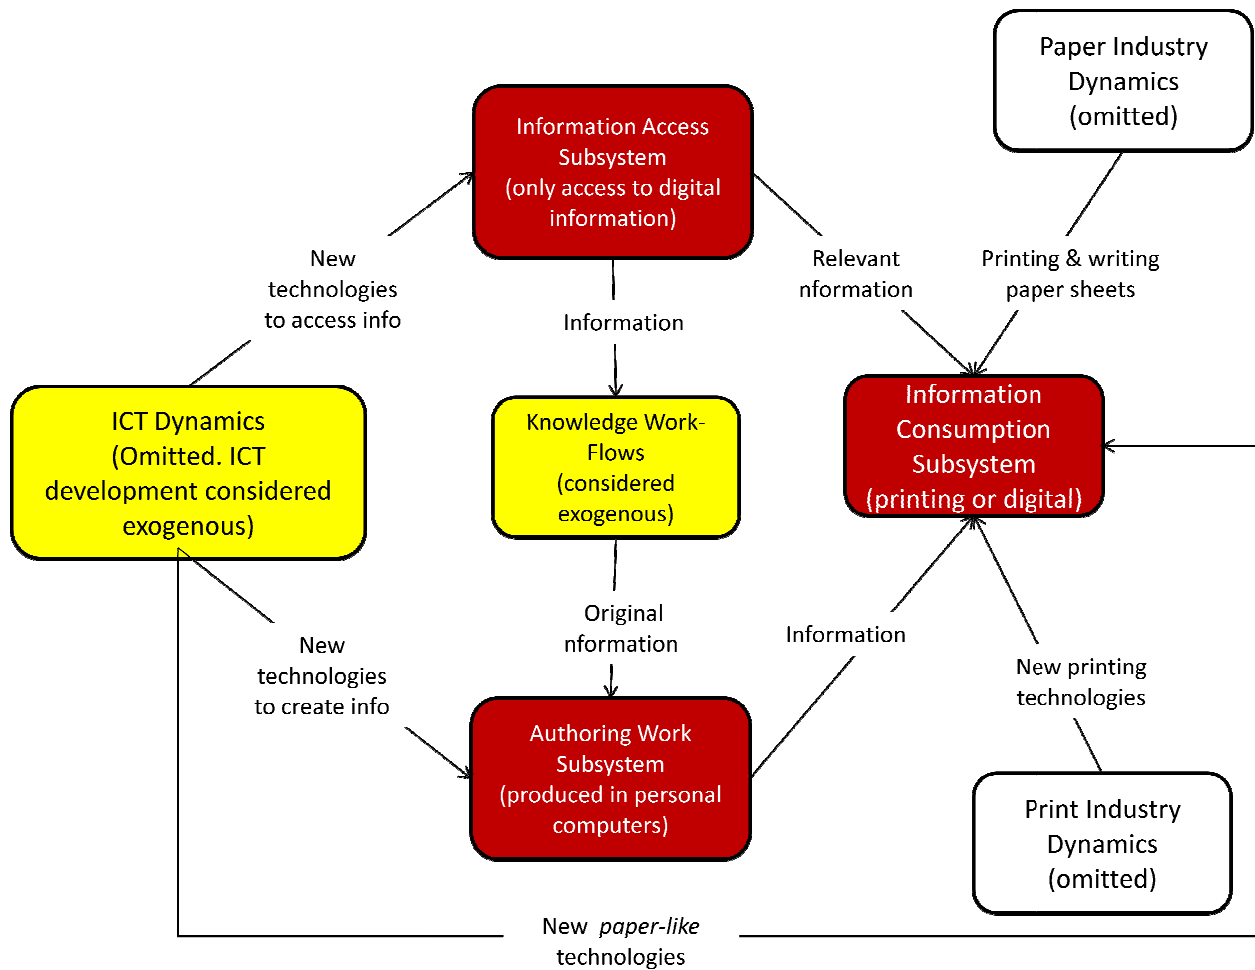 Paper Industry
Dynamics
(omitted)
Information Access
Subsystem
(only access to digital
information)
New
technologies
to access info
Relevant
nformation
Printing & writing
paper sheets
Information
ICT Dynamics
(Omitted. ICT
development considered
exogenous)
Knowledge Work-
Flows
(considered
exogenous)
Information
Consumption
Subsystem
(printing or digital)
New
technologies
to create info
Original
nformation
Information
New printing
technologies
Authoring Work
Subsystem
(produced in personal
computers)
Print Industry
Dynamics
(omitted)
New paper-like
technologies